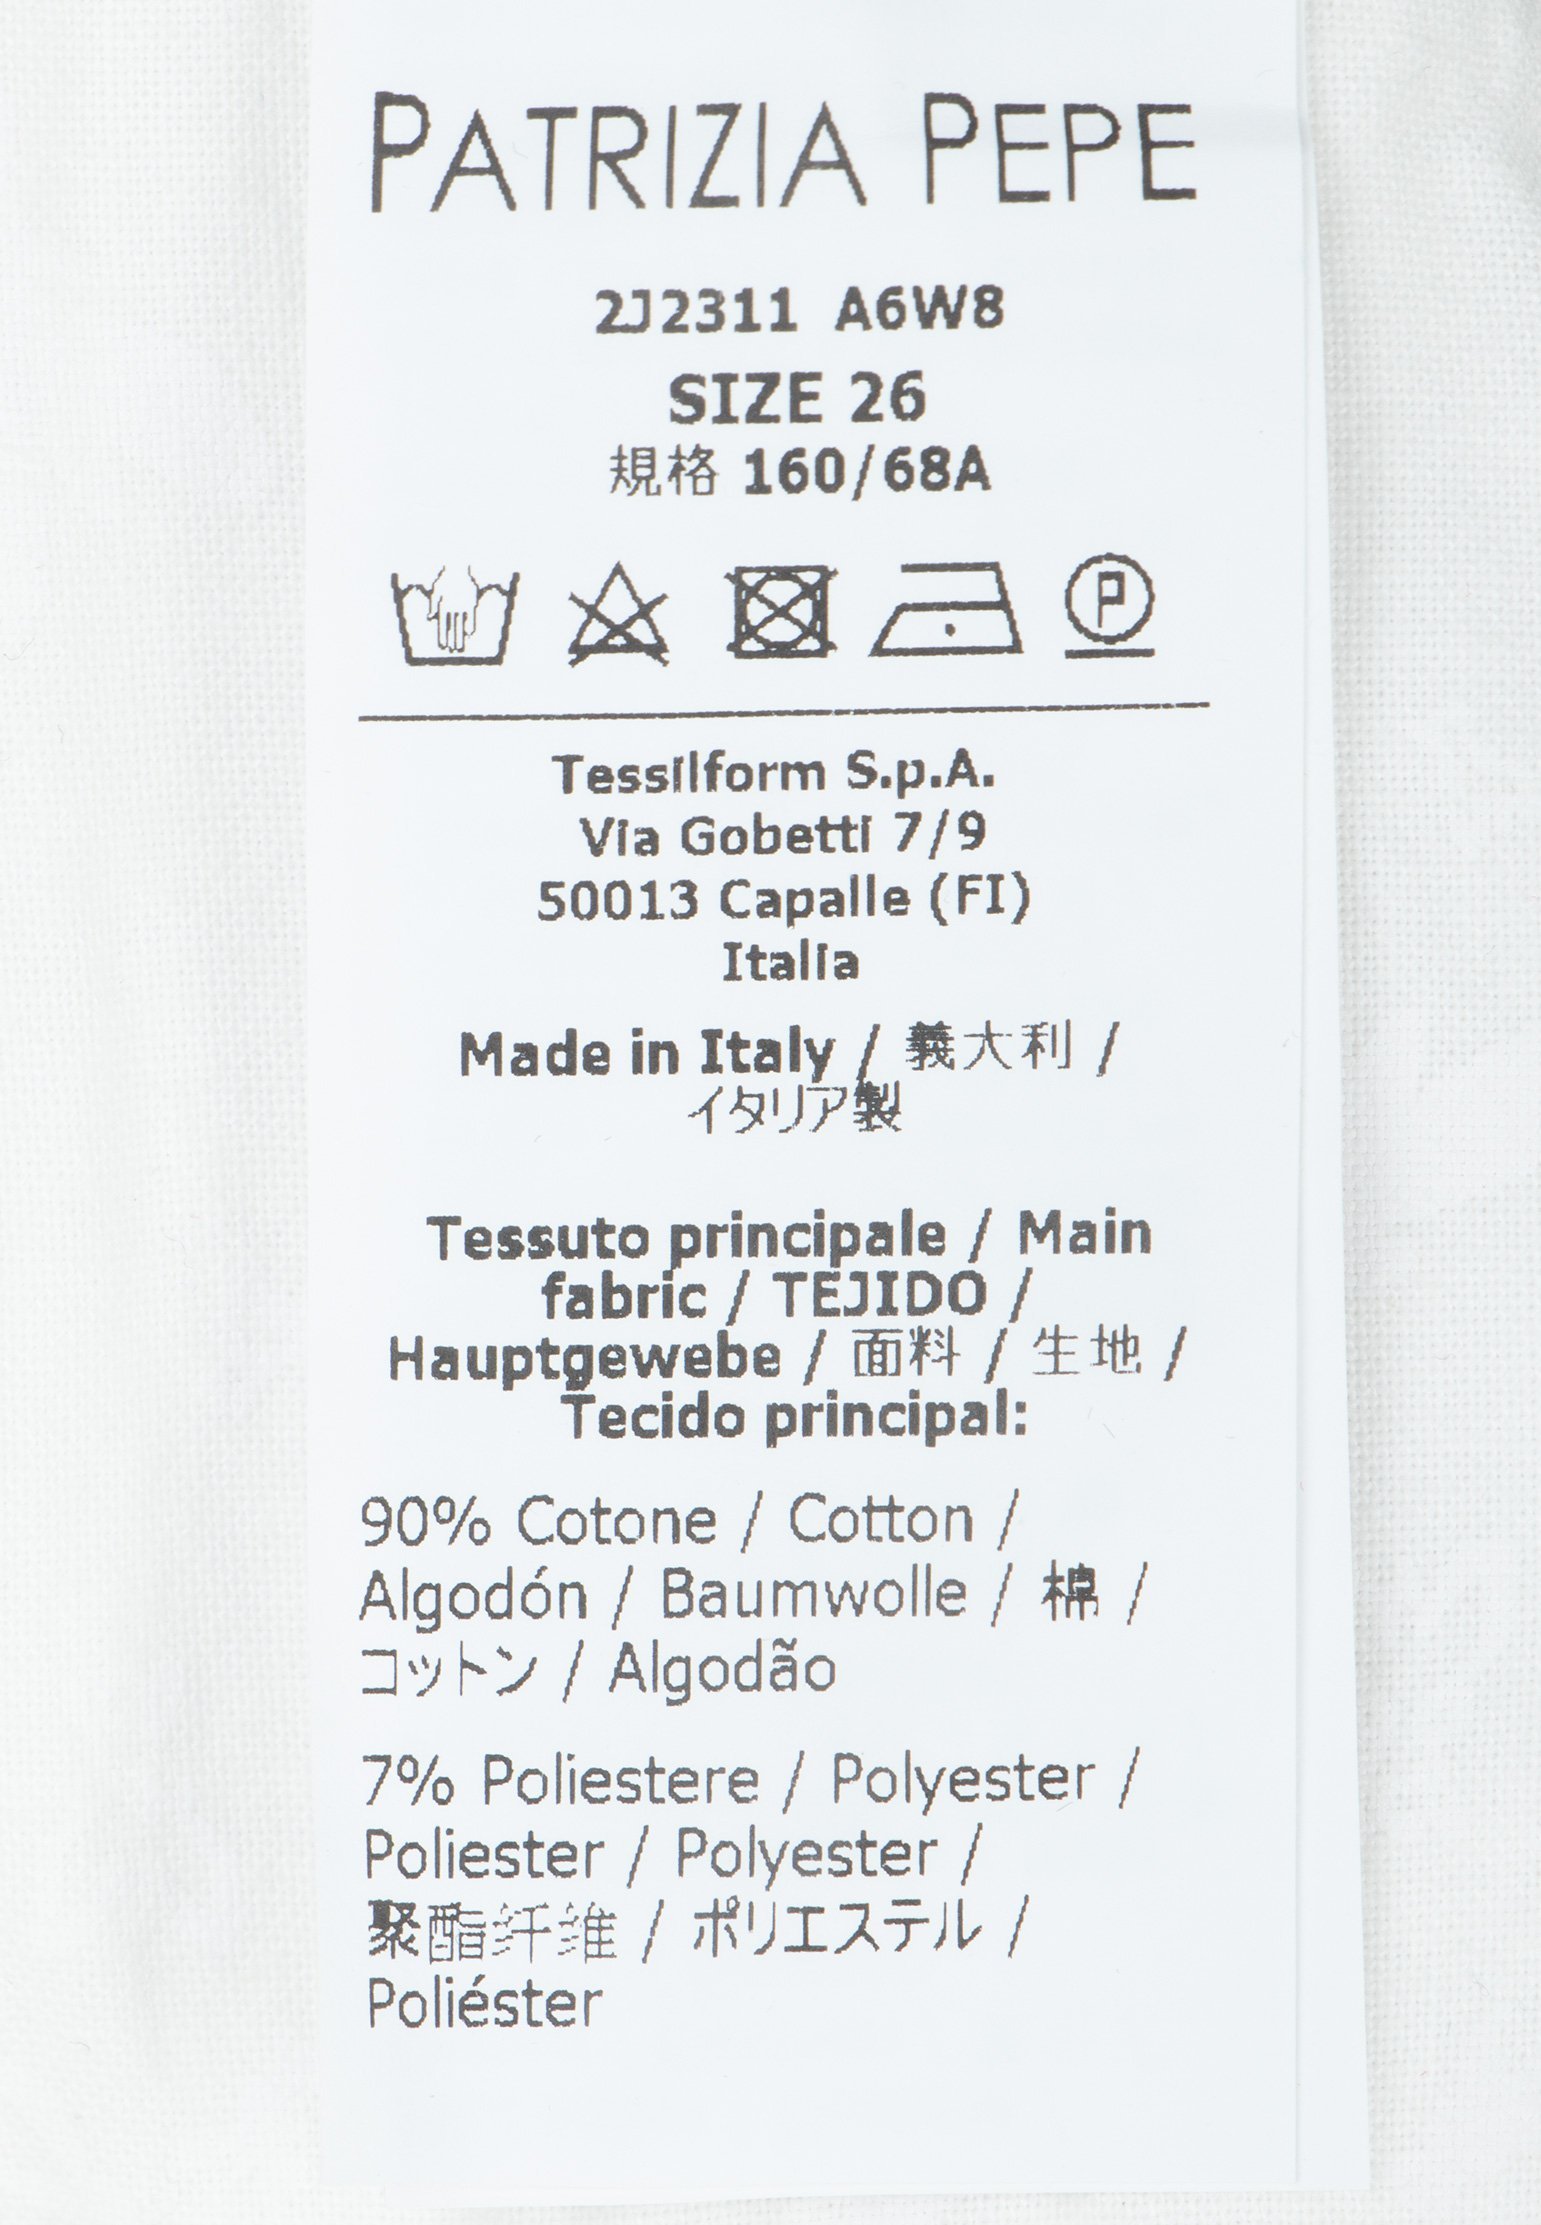 PATRIZIA PEPE
2J2311 A6W8
SIZE 26
規格 160/68A
P
Tessilform S.p.A.
Via Gobetti 7/9
50013 Capalle (FI)
Italia
Made in Italy / 義大利 /
イタリア製
Tessuto principale / Main
fabric / TEJIDO /
Hauptgewebe / 面料 / 生地 /
Tecido principal:
90% Cotone / Cotton /
Algodón / Baumwolle / 棉 /
コットン / Algodão
7% Poliestere / Polyester /
Poliester / Polyester /
聚酯纤维 / ポリエステル /
Poliéster